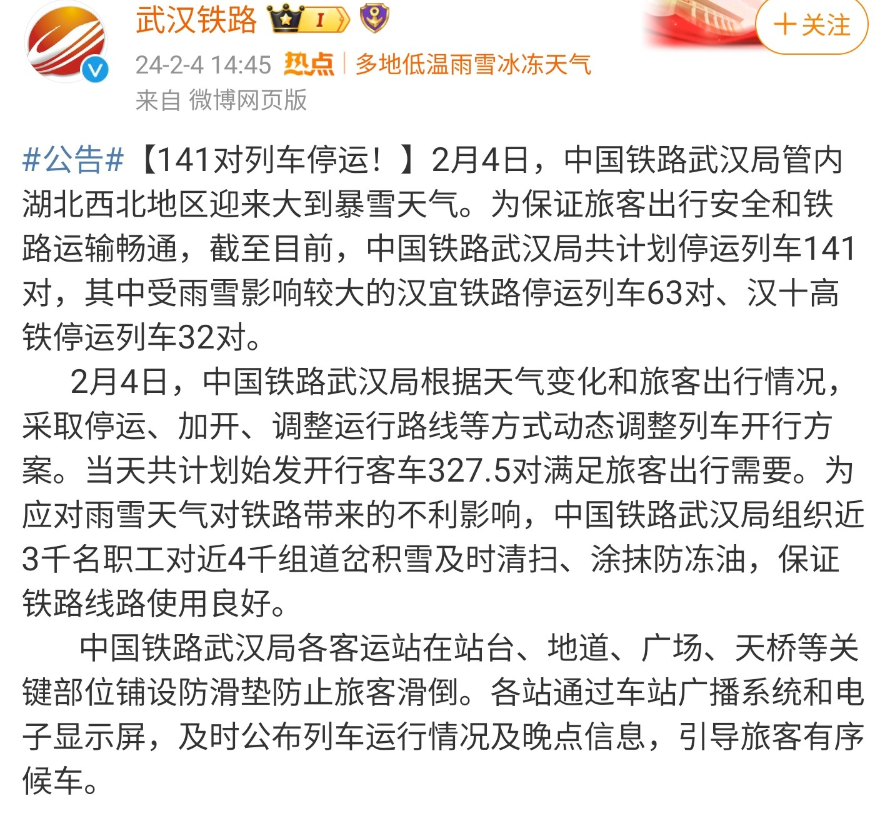 武汉铁路
I
+关注
24-2-4 14:45 热点 | 多地低温雨雪冰冻天气
来自 微博网页版
#公告#【141对列车停运！】2月4日，中国铁路武汉局管内
湖北西北地区迎来大到暴雪天气。为保证旅客出行安全和铁
路运输畅通，截至目前，中国铁路武汉局共计划停运列车141
对，其中受雨雪影响较大的汉宜铁路停运列车63对、汉十高
铁停运列车32对。
2月4日，中国铁路武汉局根据天气变化和旅客出行情况，
采取停运、加开、调整运行路线等方式动态调整列车开行方
案。当天共计划始发开行客车327.5对满足旅客出行需要。为
应对雨雪天气对铁路带来的不利影响，中国铁路武汉局组织近
3千名职工对近4千组道岔积雪及时清扫、涂抹防冻油，保证
铁路线路使用良好。
中国铁路武汉局各客运站在站台、地道、广场、天桥等关
键部位铺设防滑垫防止旅客滑倒。各站通过车站广播系统和电
子显示屏，及时公布列车运行情况及晚点信息，引导旅客有序
候车。